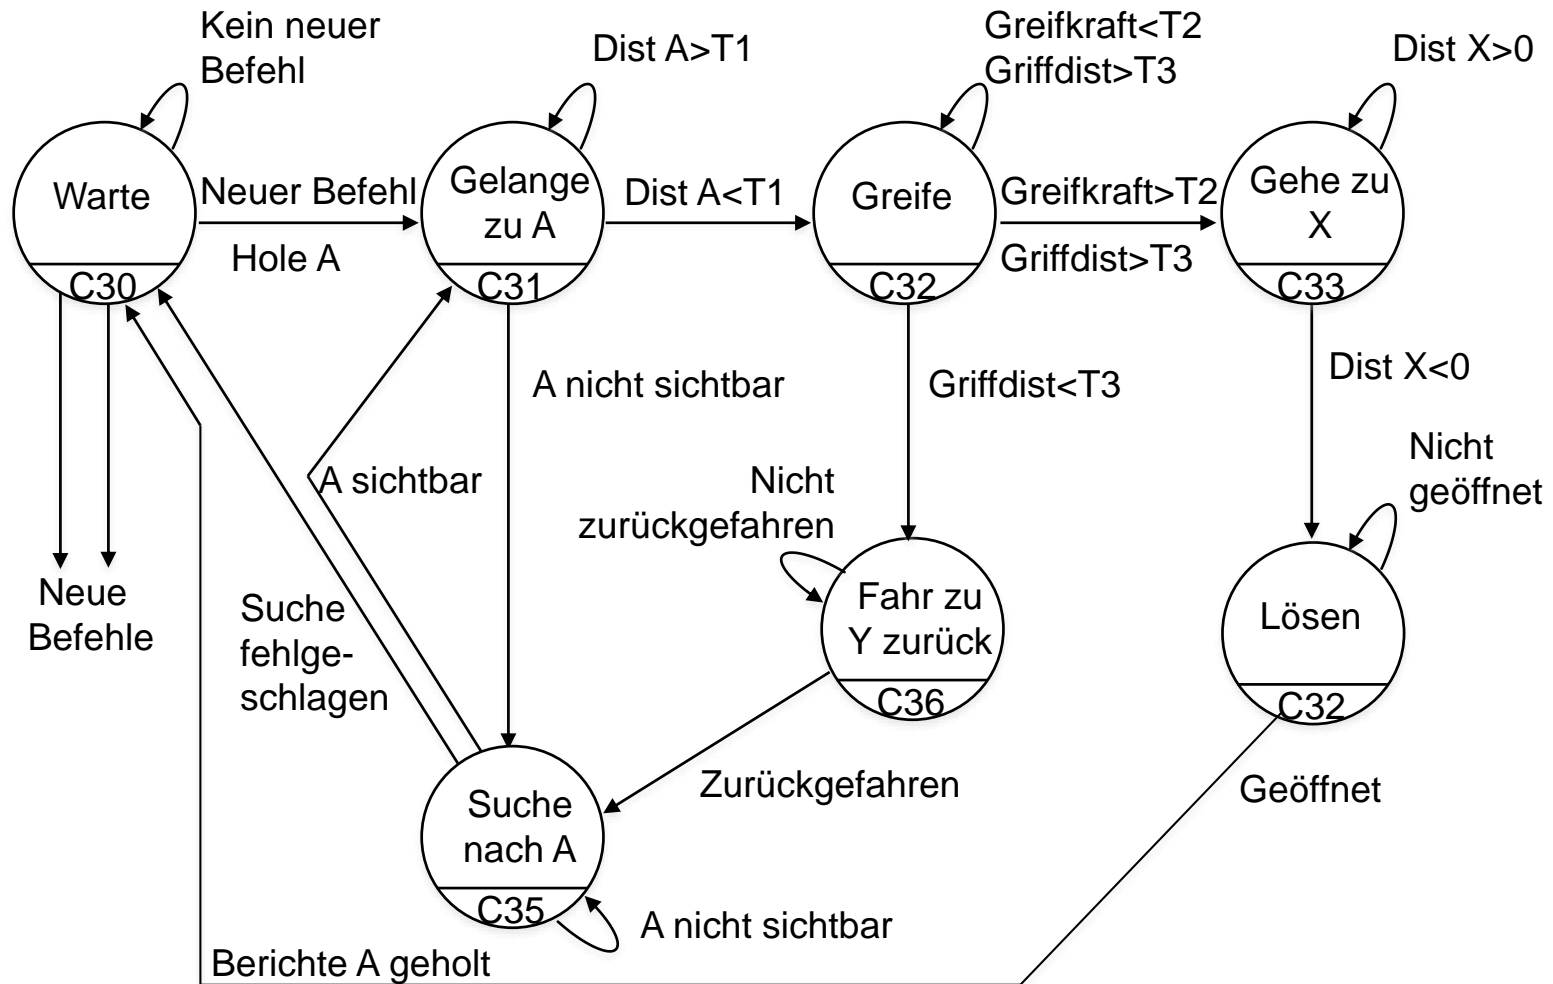 Kein neuer
Befehl
Dist A>T1
Greifkraft<T2
Griffdist>T3
Dist X>0
Warte
C30
Neuer Befehl
Hole A
Gelange
zu A
C31
Dist A<T1
Greife
C32
Greifkraft>T2
Griffdist>T3
Gehe zu
X
C33
A nicht sichtbar
Griffdist<T3
Dist X<0
A sichtbar
Nicht
zurückgefahren
Nicht
geöffnet
Neue
Befehle
Suche
fehlge-
schlagen
Fahr zu
Y zurück
C36
Lösen
C32
Zurückgefahren
Geöffnet
Suche
nach A
C35
A nicht sichtbar
Berichte A geholt